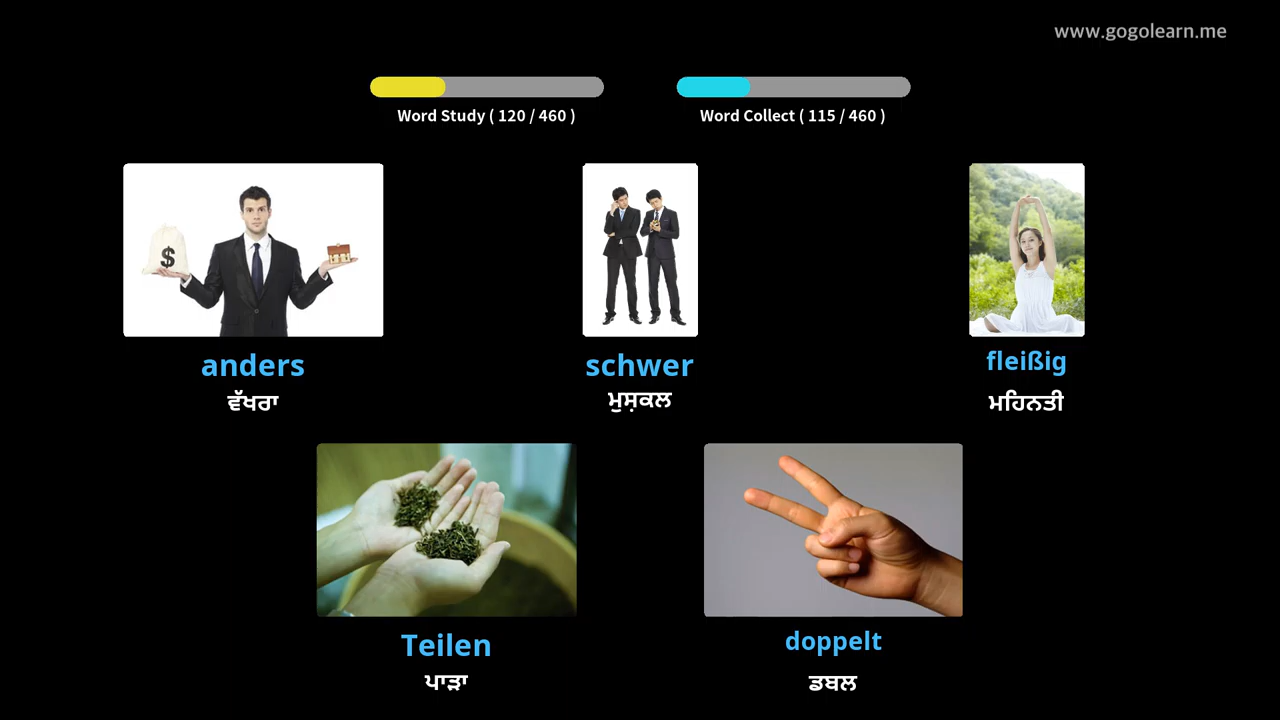 www.gogolearn.me
Word Study ( 120 / 460 )
Word Collect ( 115 / 460 )
$
anders
ਵੱਖਰਾ
schwer
ਮੁਸ਼ਕਲ
fleißig
ਮਹਿਨਤੀ
Teilen
ਪਾੜਾ
doppelt
ਡਬਲ